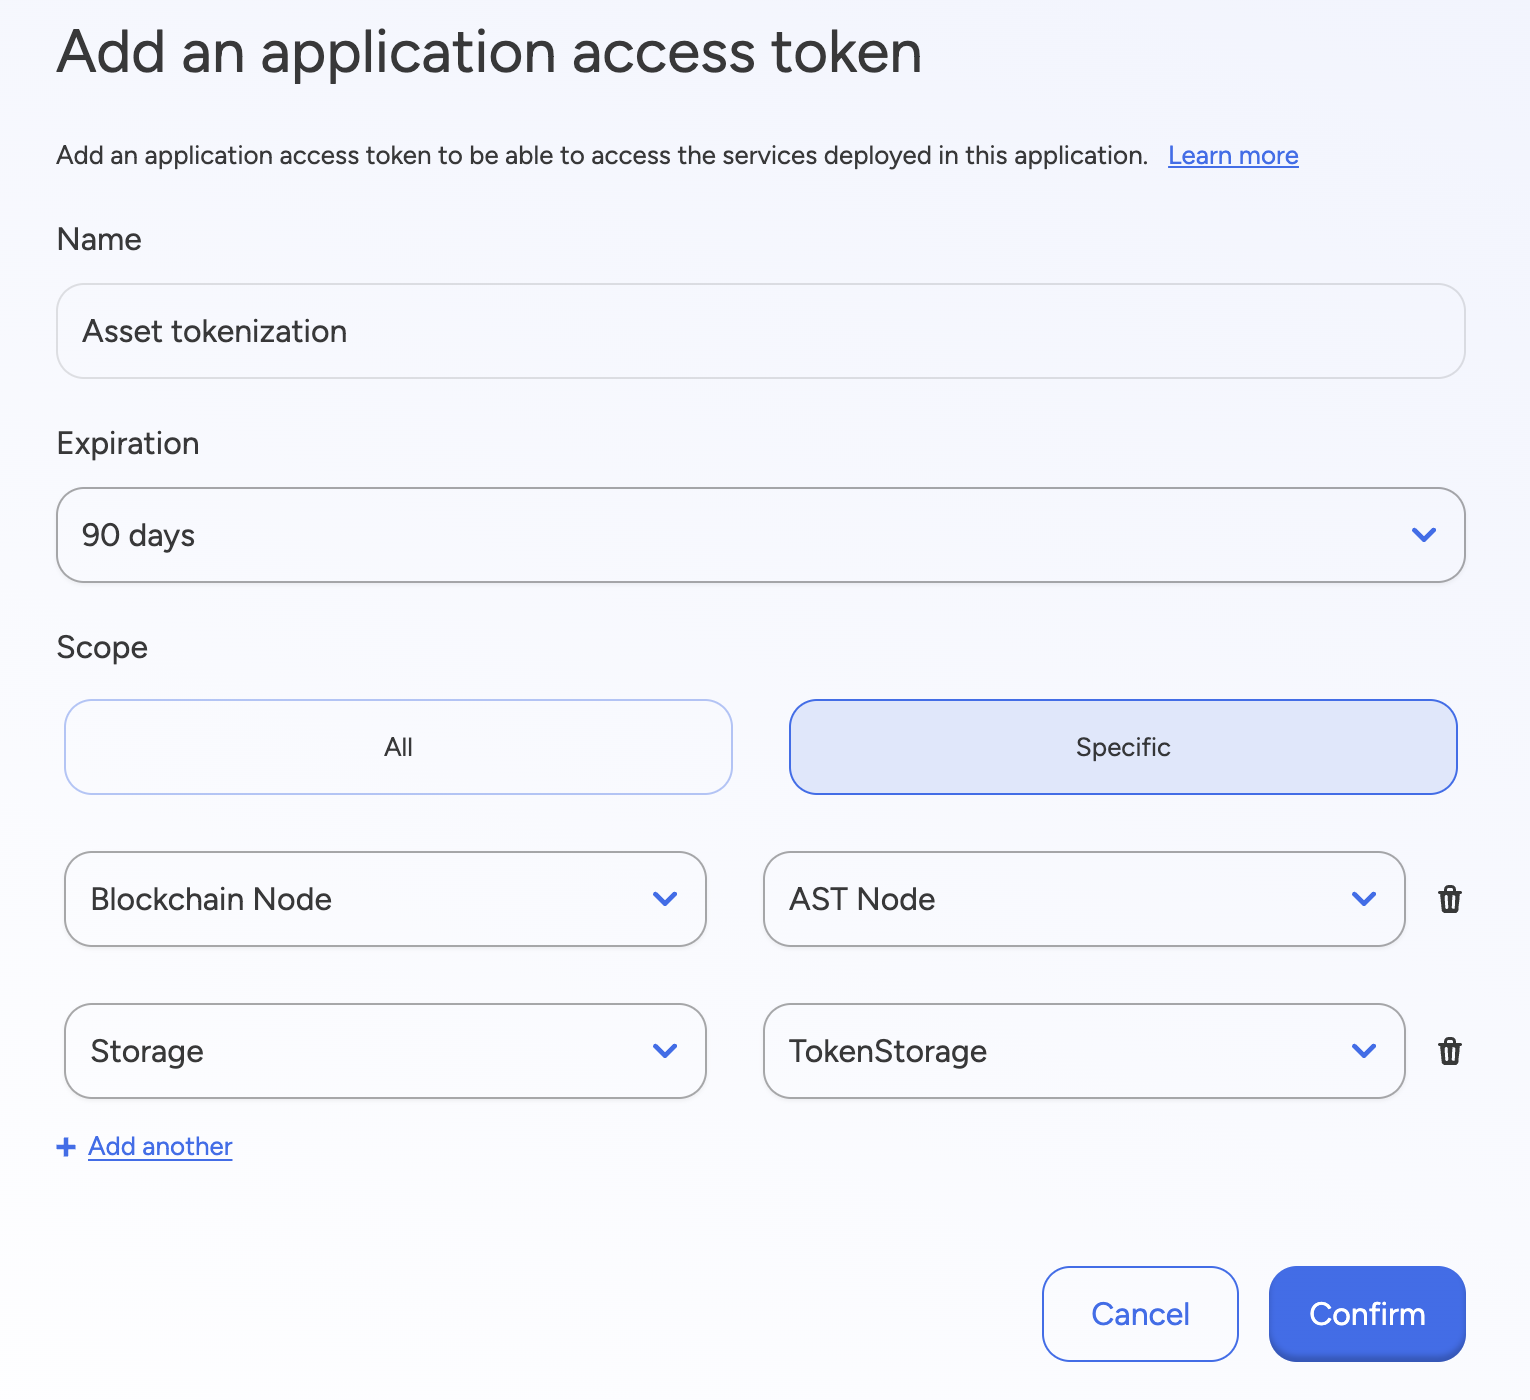 Add an application access token
Add an application access token to be able to access the services deployed in this application. Learn more
Name
Asset tokenization
Expiration
90 days
Scope
All
Specific
Blockchain Node
AST Node
Storage
TokenStorage
+ Add another
Cancel
Confirm